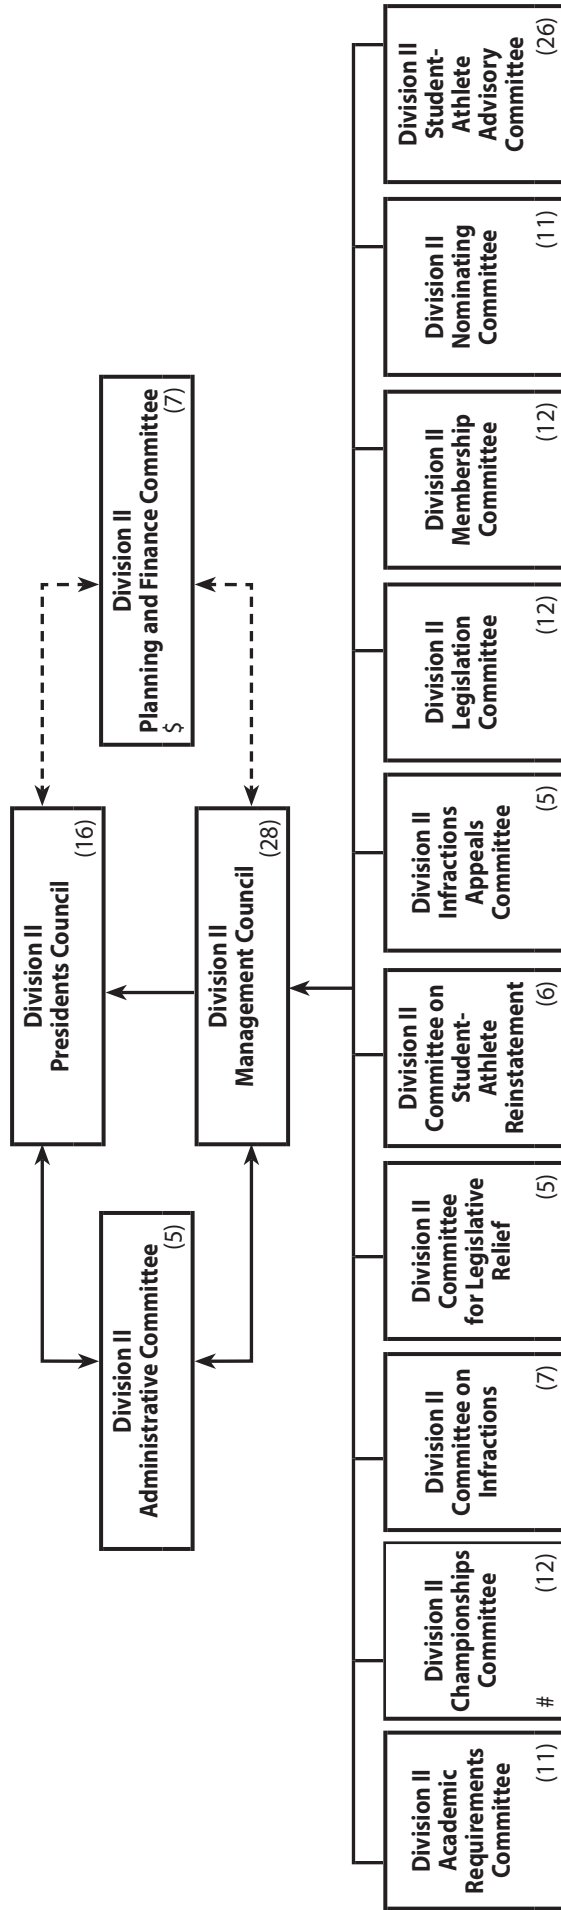 Division II
Presidents Council
(16)
Division II
Administrative Committee
(5)
Division II
Planning and Finance Committee
$
(7)
Division II
Management Council
(28)
Division II
Academic
Requirements
Committee
(11)
Division II
Championships
Committee
#
(12)
Division II
Committee on
Infractions
(7)
Division II
Committee
for Legislative
Relief
(5)
Division II
Committee on
Student-
Athlete
Reinstatement
(6)
Division II
Infractions
Appeals
Committee
(5)
Division II
Legislation
Committee
(12)
Division II
Membership
Committee
(12)
Division II
Nominating
Committee
(11)
Division II
Student-
Athlete
Advisory
Committee
(26)